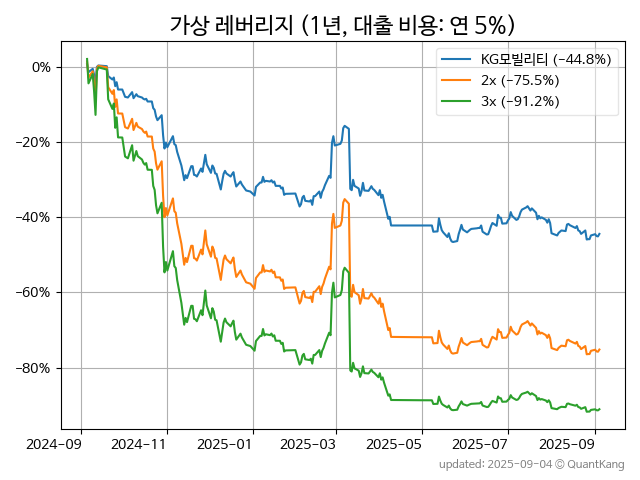 가상 레버리지 (1년, 대출 비용: 연 5%)
KG모빌리티 (−44.8%)
2x (−75.5%)
3x (−91.2%)
0%
−20%
−40%
−60%
−80%
2024-09 2024-11 2025-01 2025-03 2025-05 2025-07 2025-09
updated: 2025-09-04 © QuantKang